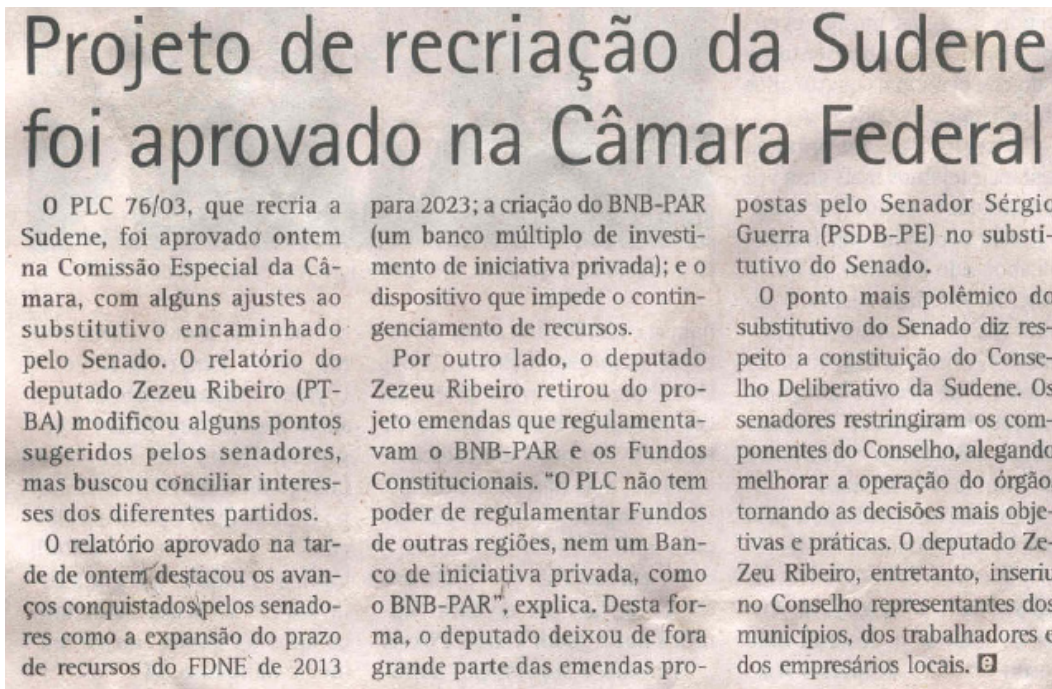 Projeto de recriação da Sudene
foi aprovado na Câmara Federal
O PLC 76/03, que recria a
Sudene, foi aprovado ontem
na Comissão Especial da Câ-
mara, com alguns ajustes ao
substitutivo encaminhado
pelo Senado. O relatório do
deputado Zezeu Ribeiro (PT-
BA) modificou alguns pontos
sugeridos pelos senadores,
mas buscou conciliar interes-
ses dos diferentes partidos.
O relatório aprovado na tar-
de de ontem destacou os avan-
ços conquistados pelos senado-
res como a expansão do prazo
de recursos do FDNE de 2013
para 2023; a criação do BNB-PAR
(um banco múltiplo de investi-
mento de iniciativa privada); e o
dispositivo que impede o contin-
genciamento de recursos.
Por outro lado, o deputado
Zezeu Ribeiro retirou do pro-
jeto emendas que regulamenta-
vam o BNB-PAR e os Fundos
Constitucionais. "O PLC não tem
poder de regulamentar Fundos
de outras regiões, nem um Ban-
co de iniciativa privada, como
o BNB-PAR", explica. Desta for-
ma, o deputado deixou de fora
grande parte das emendas pro-
postas pelo Senador Sérgio
Guerra (PSDB-PE) no substi-
tutivo do Senado.
O ponto mais polêmico do
substitutivo do Senado diz res-
peito a constituição do Conse-
lho Deliberativo da Sudene. Os
senadores restringiram os com-
ponentes do Conselho, alegando
melhorar a operação do órgão,
tornando as decisões mais obje-
tivas e práticas. O deputado Ze-
Zeu Ribeiro, entretanto, inseriu
no Conselho representantes dos
municípios, dos trabalhadores e
dos empresários locais. e